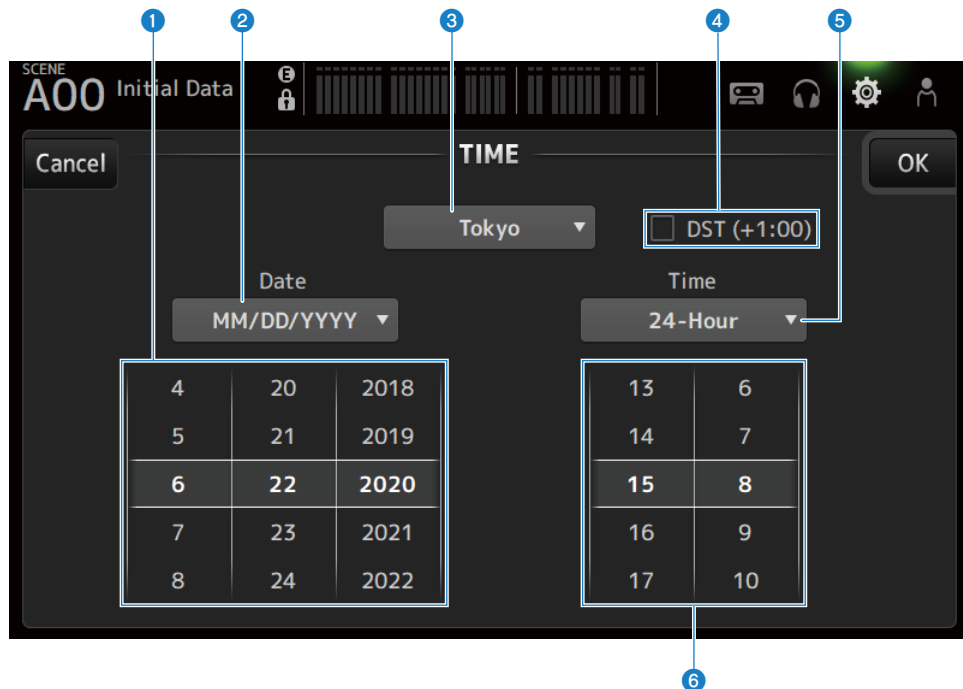 1 2 3 4 5
SCENE
A00 Initial Data E
Cancel TIME OK
Tokyo ▼ DST (+1:00)
Date Time
MM/DD/YYYY ▼ 24-Hour ▼
4 20 2018 13 6
5 21 2019 14 7
6 22 2020 15 8
7 23 2021 16 9
8 24 2022 17 10
6